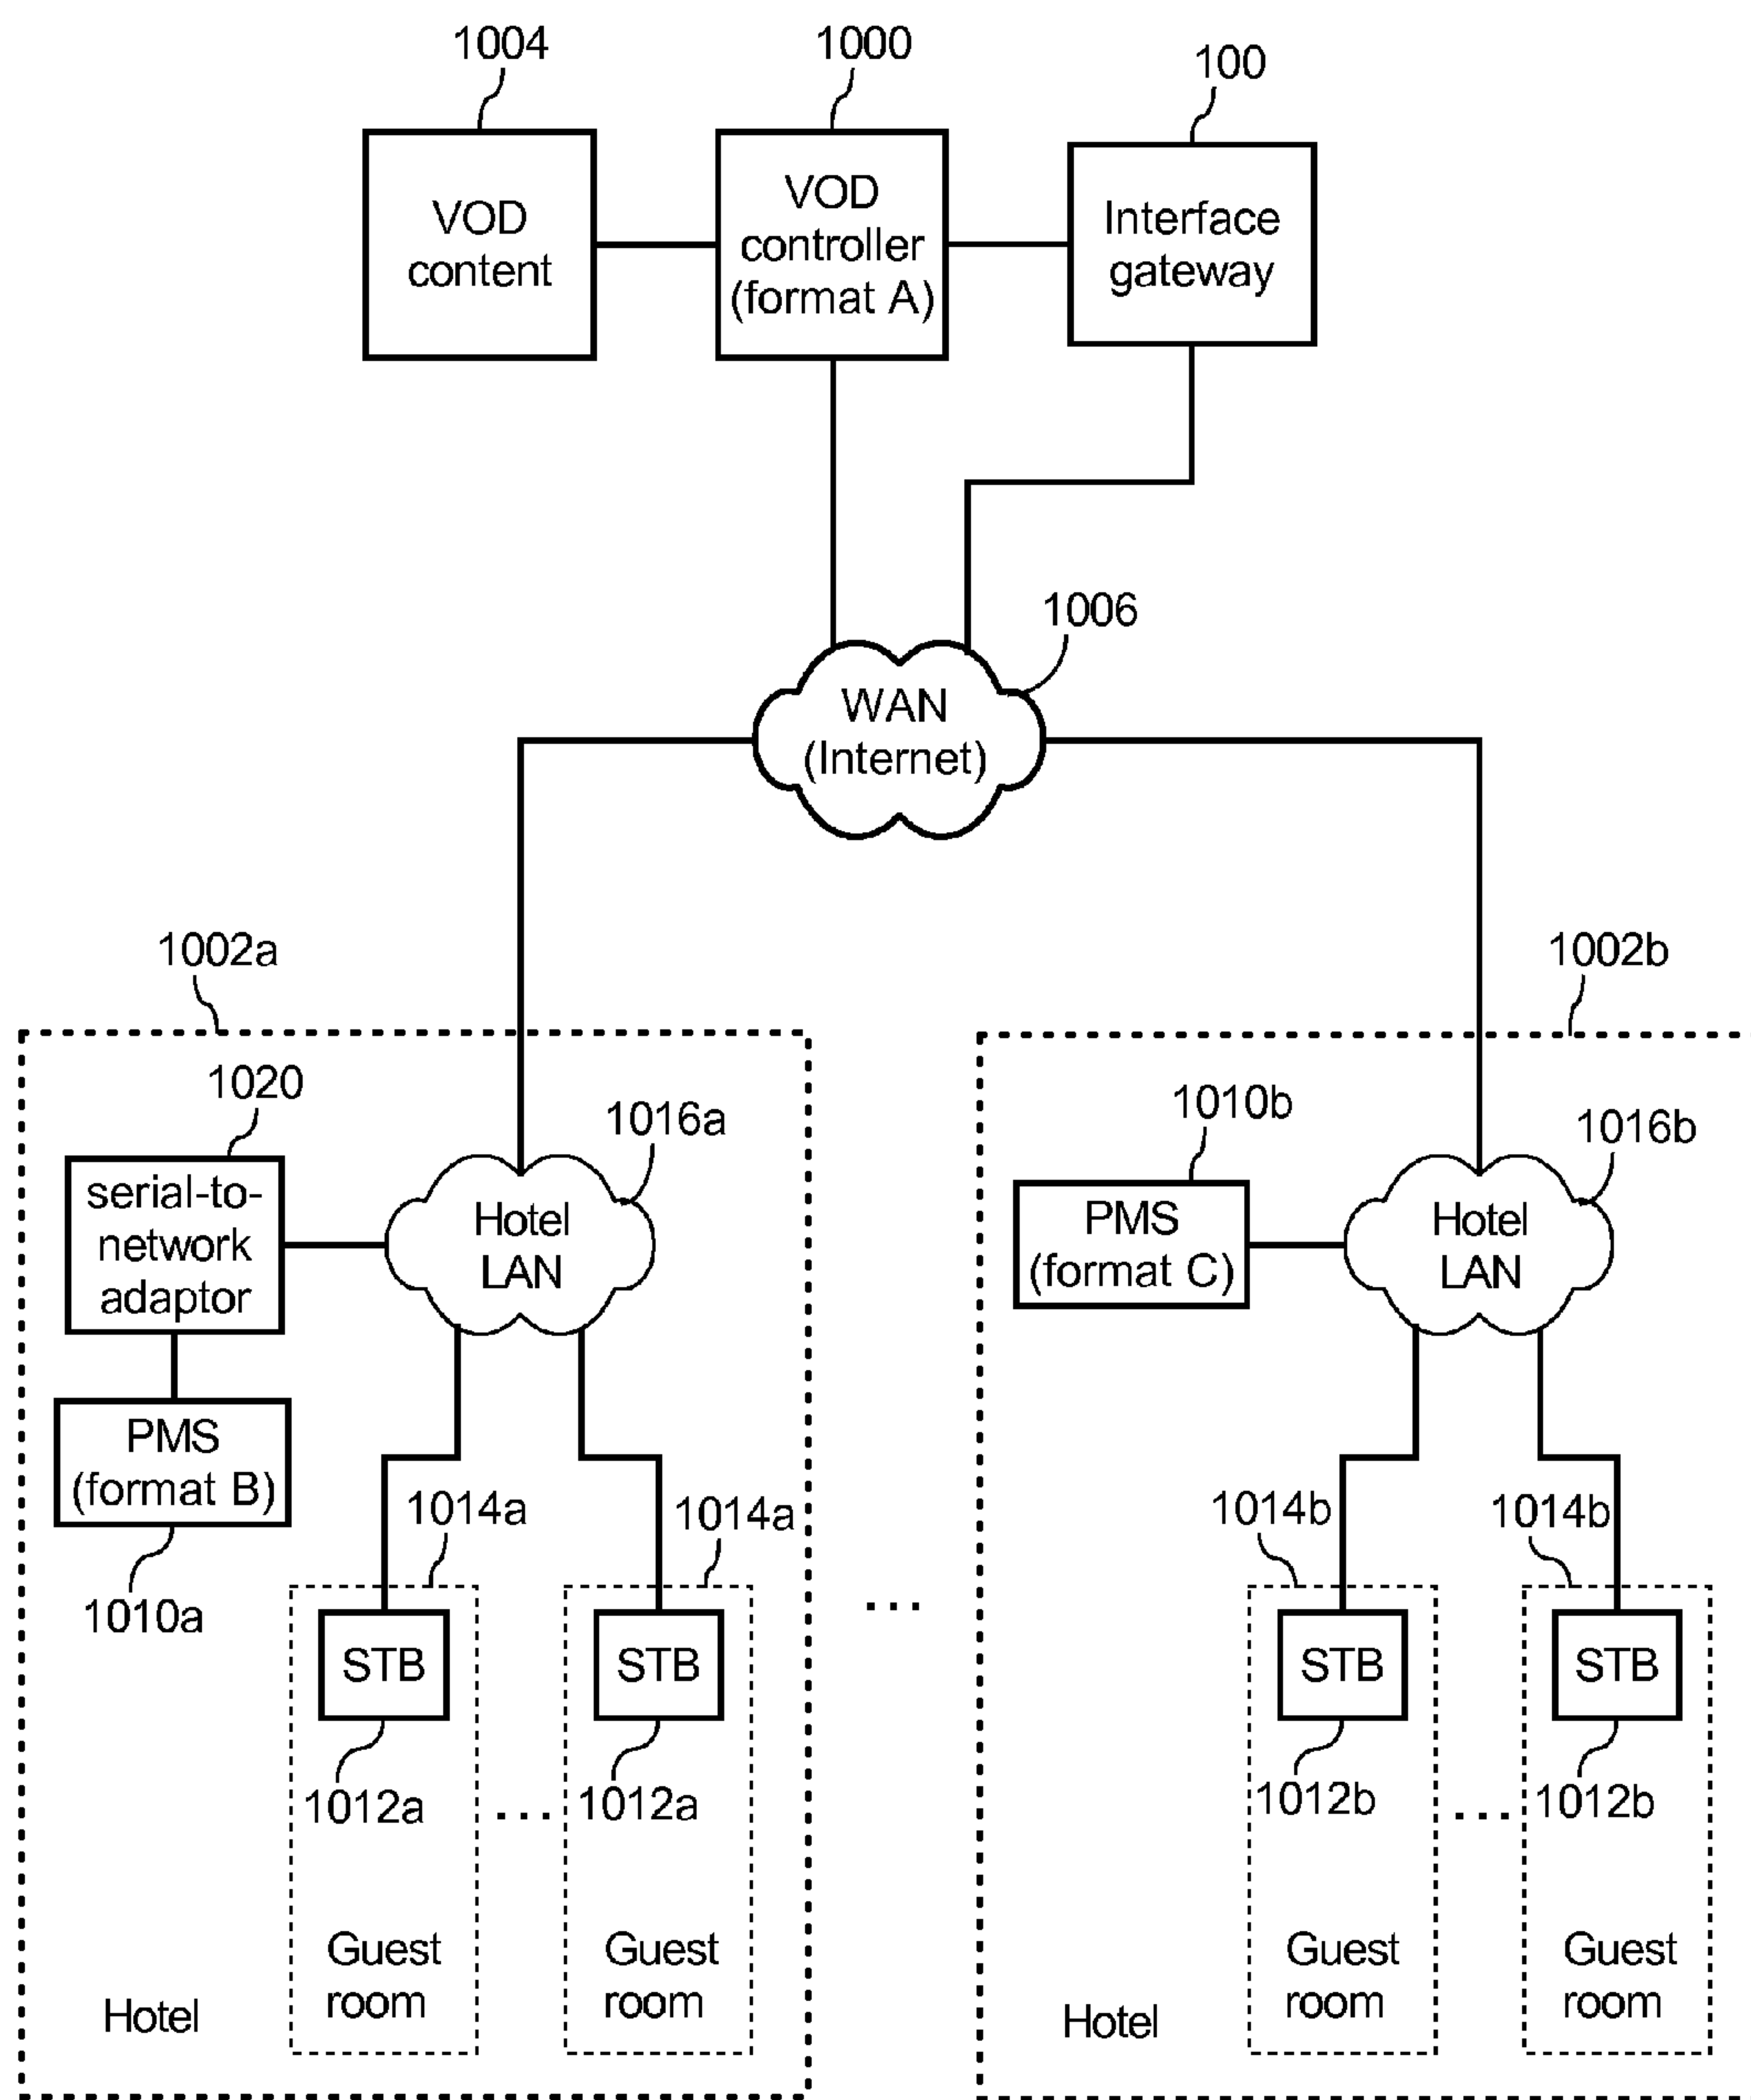 1004
1000
100
VOD
content
VOD
controller
(format A)
Interface
gateway
1006
WAN
(Internet)
1002a
1002b
1020
1016a
1010b
1016b
serial-to-
network
adaptor
Hotel
LAN
PMS
(format C)
Hotel
LAN
PMS
(format B)
1010a
1014a
1014a
1014b
1014b
...
STB
STB
STB
STB
1012a
...
1012a
1012b
...
1012b
Guest
room
Guest
room
Guest
room
Guest
room
Hotel
Hotel